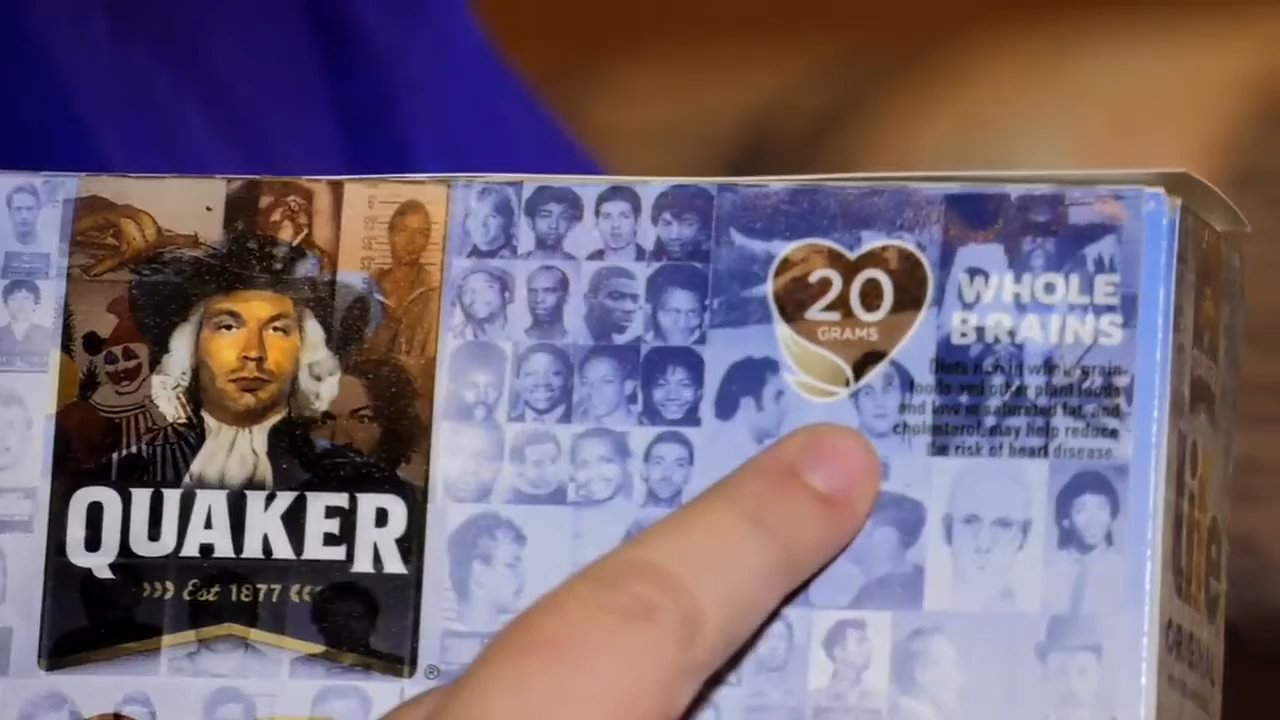 QUAKER
Est 1877
®
20
GRAMS
WHOLE
BRAINS
Diets rich in whole grain
foods and other plant foods
and low in saturated fat, and
cholesterol, may help reduce
the risk of heart disease.
life
ORIGINAL